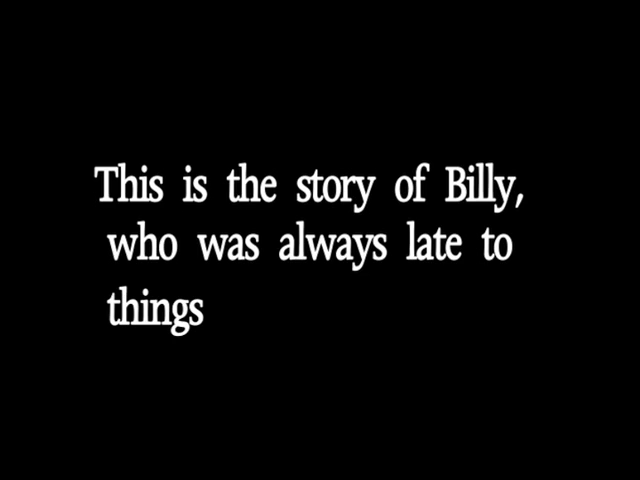 This is the story of Billy,
who was always late to
things